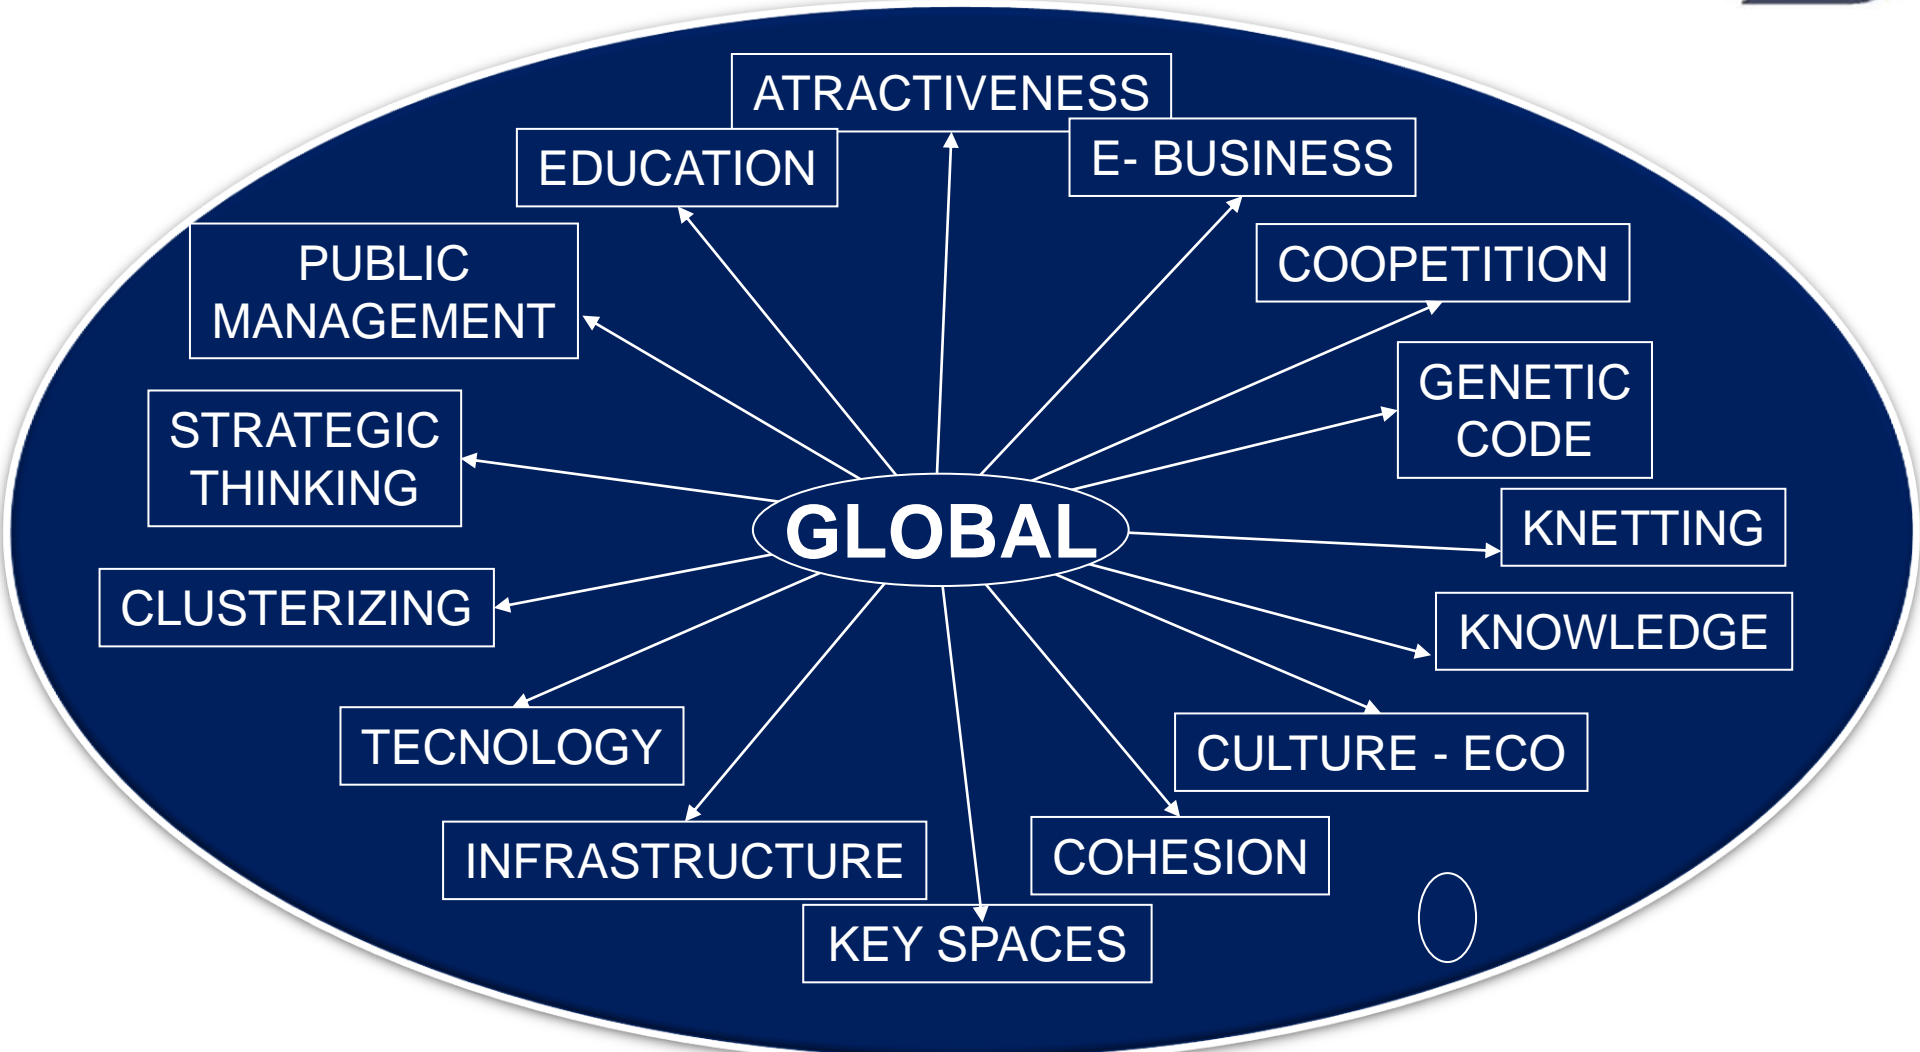 ATRACTIVENESS
EDUCATION
E- BUSINESS
PUBLIC
MANAGEMENT
COOPETITION
GENETIC
CODE
STRATEGIC
THINKING
GLOBAL
KNETTING
CLUSTERIZING
KNOWLEDGE
TECNOLOGY
CULTURE - ECO
INFRASTRUCTURE
COHESION
KEY SPACES